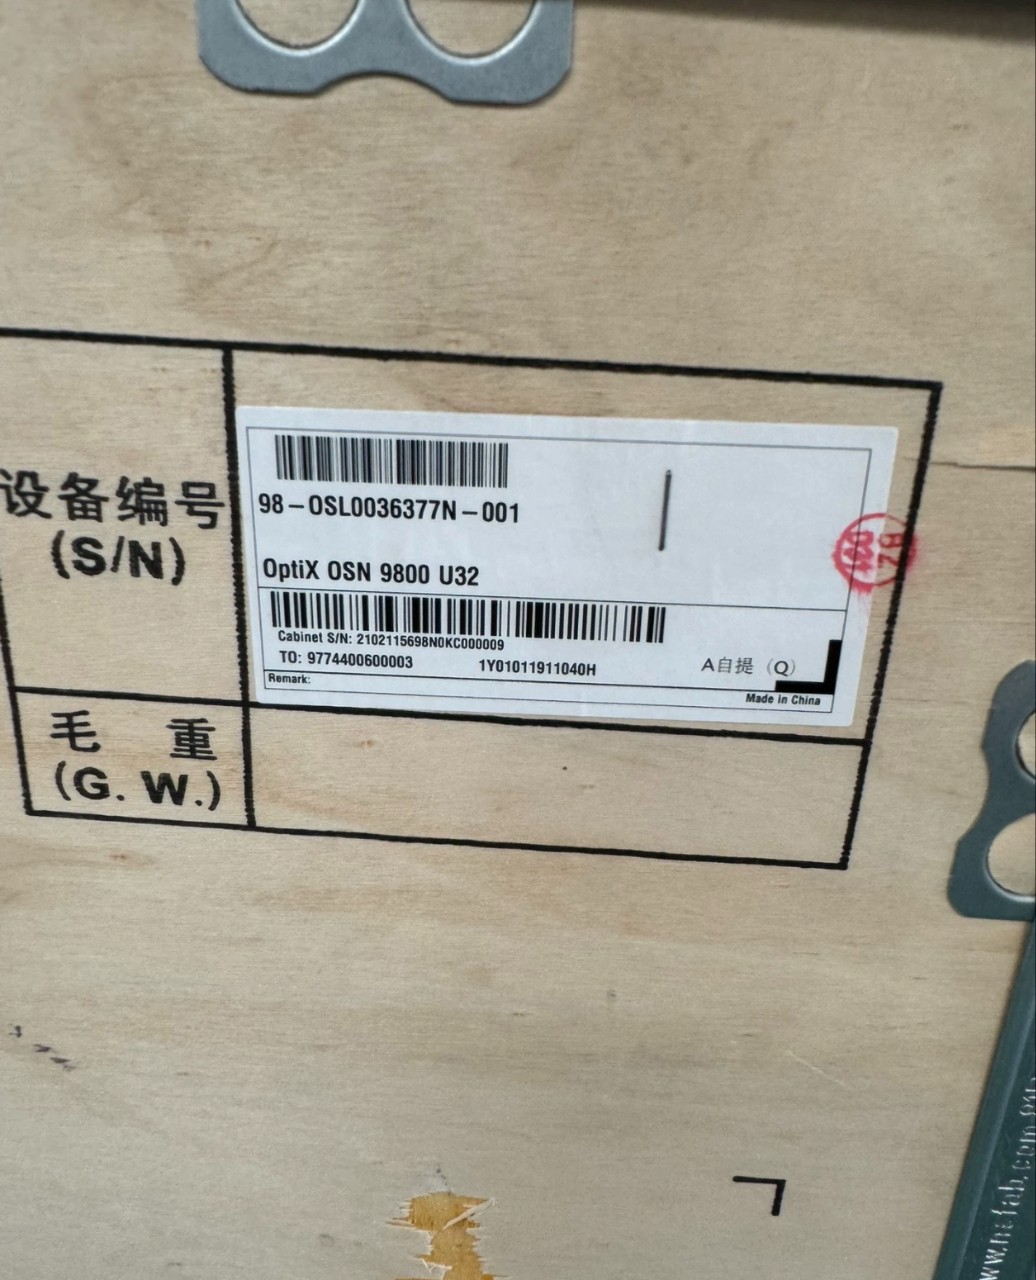 设备编号
(S/N)
98-OSL0036377N-001
OptiX OSN 9800 U32
Cabinet S/N: 2102115698N0KC000009
TO: 9774400600003 1Y01011911040H A自提（Q）
Remark:
Made in China
毛 重
(G. W.)